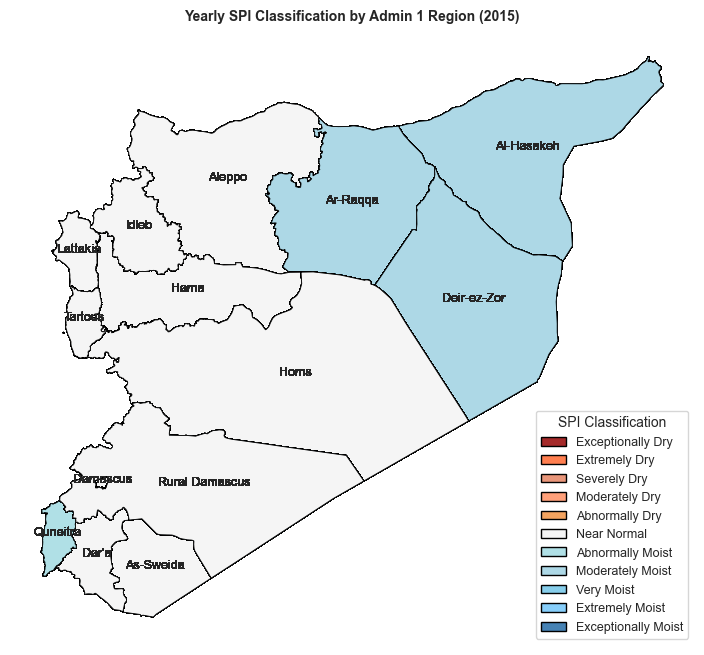 Yearly SPI Classification by Admin 1 Region (2015)
Al-Hasakeh
Aleppo
Ar-Raqqa
Idleb
Lattakia
Hama
Deir-ez-Zor
Tartous
Homs
Damascus
Rural Damascus
Quneitra
Dar'a
As-Sweida
SPI Classification
Exceptionally Dry
Extremely Dry
Severely Dry
Moderately Dry
Abnormally Dry
Near Normal
Abnormally Moist
Moderately Moist
Very Moist
Extremely Moist
Exceptionally Moist